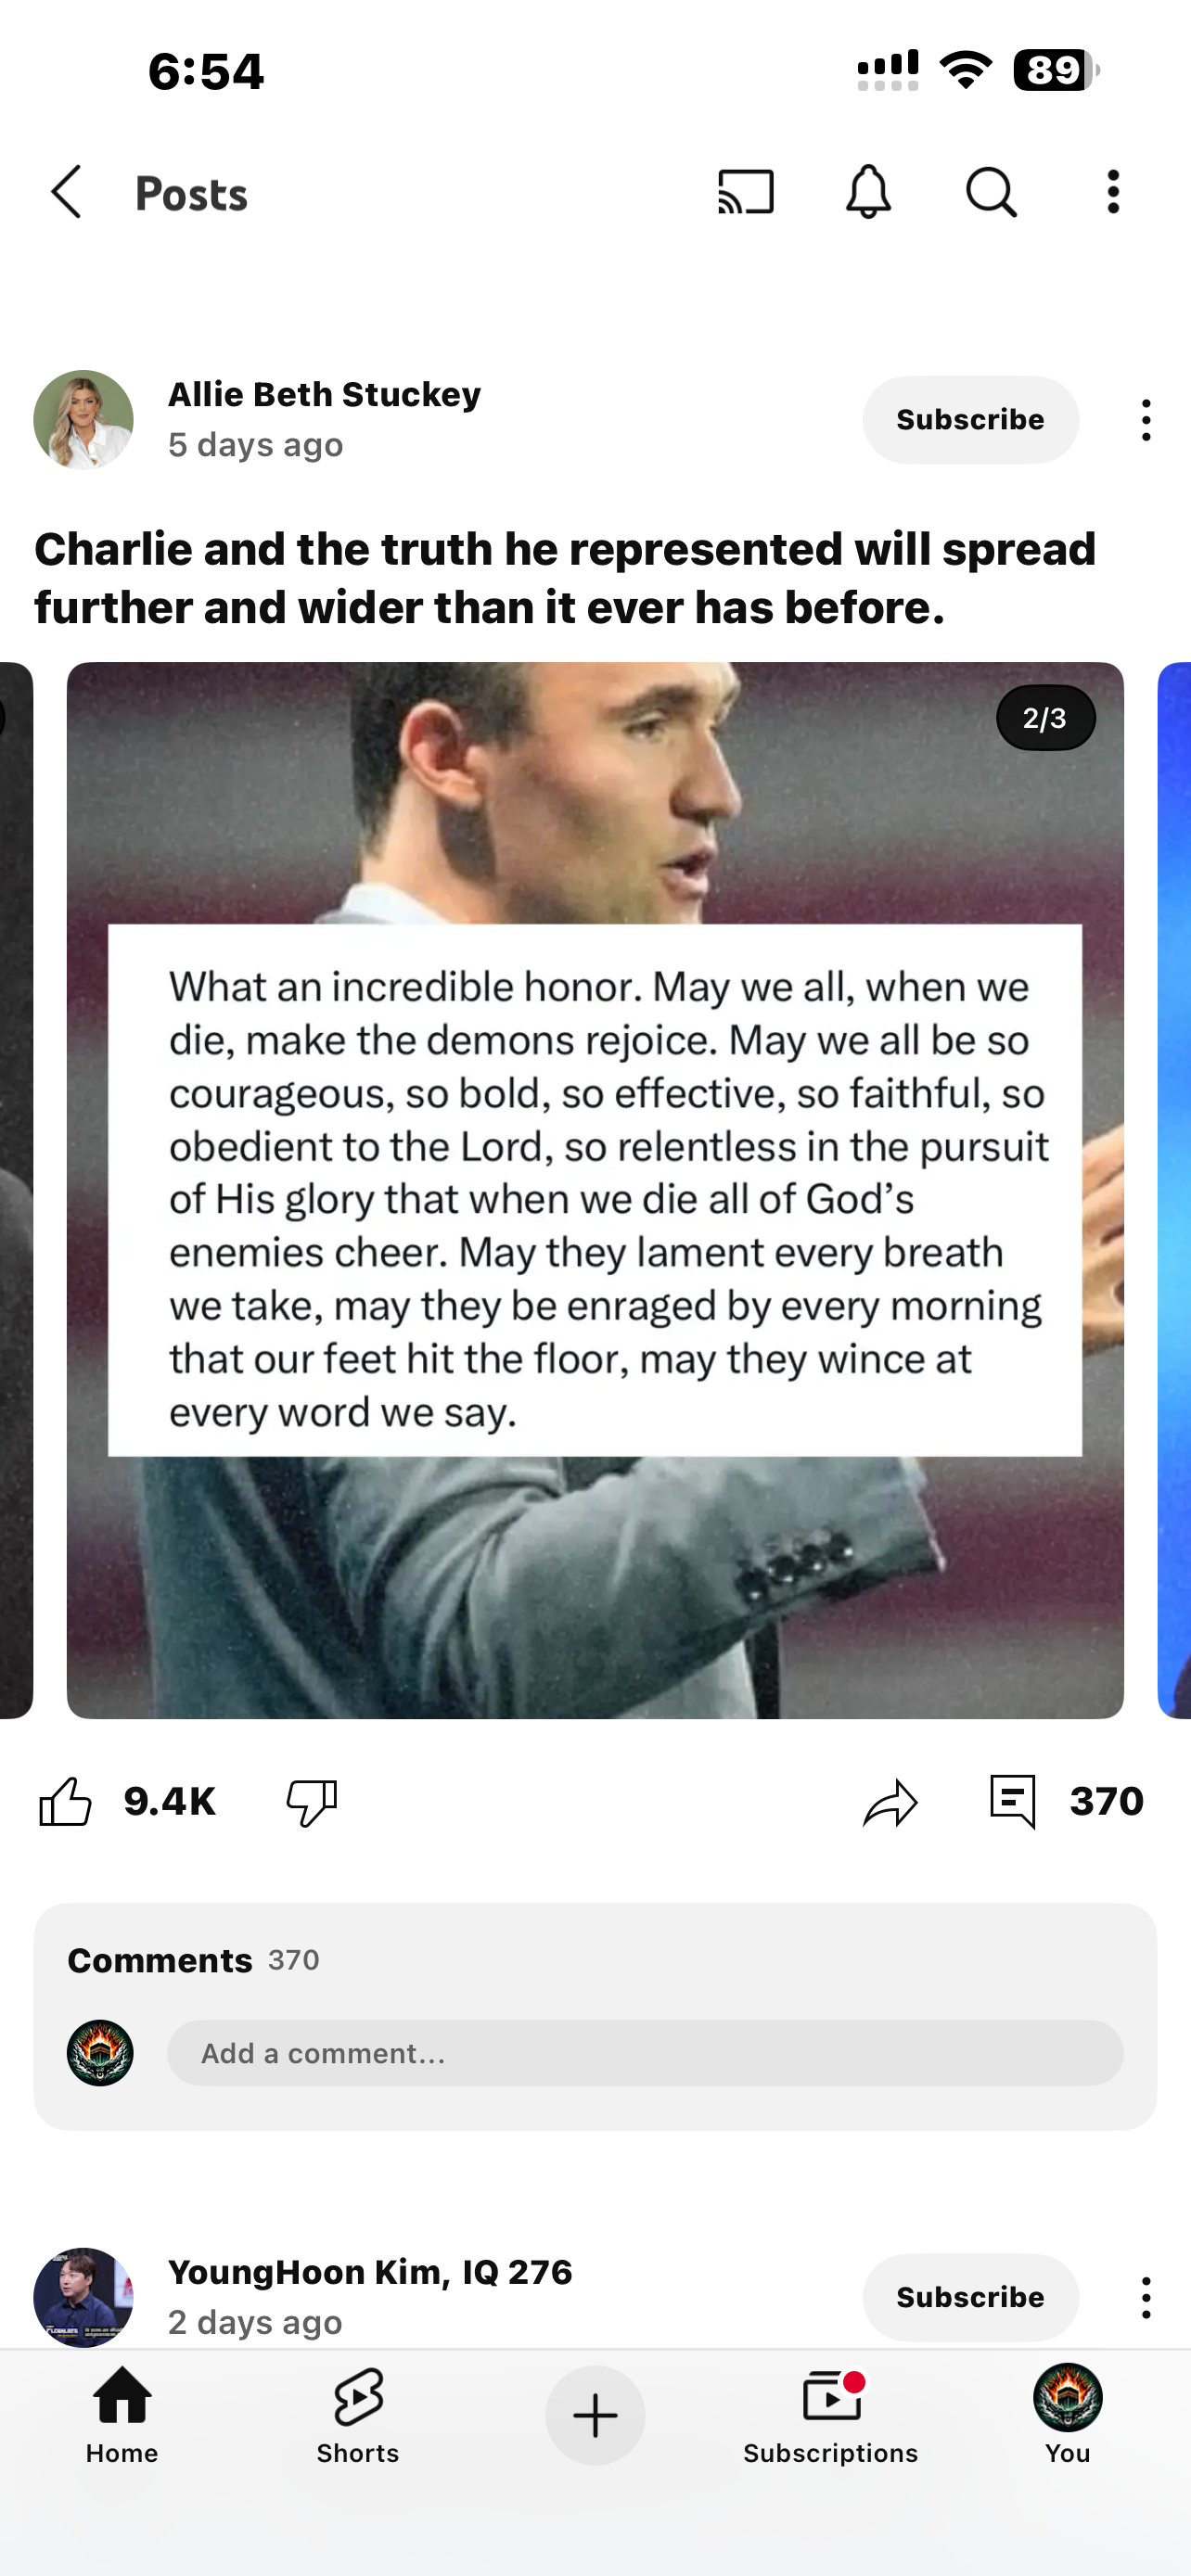 6:54
89
Posts
Allie Beth Stuckey
5 days ago
Subscribe
Charlie and the truth he represented will spread
further and wider than it ever has before.
2/3
What an incredible honor. May we all, when we
die, make the demons rejoice. May we all be so
courageous, so bold, so effective, so faithful, so
obedient to the Lord, so relentless in the pursuit
of His glory that when we die all of God’s
enemies cheer. May they lament every breath
we take, may they be enraged by every morning
that our feet hit the floor, may they wince at
every word we say.
9.4K
370
Comments 370
Add a comment...
YoungHoon Kim, IQ 276
2 days ago
Subscribe
Home
Shorts
Subscriptions
You